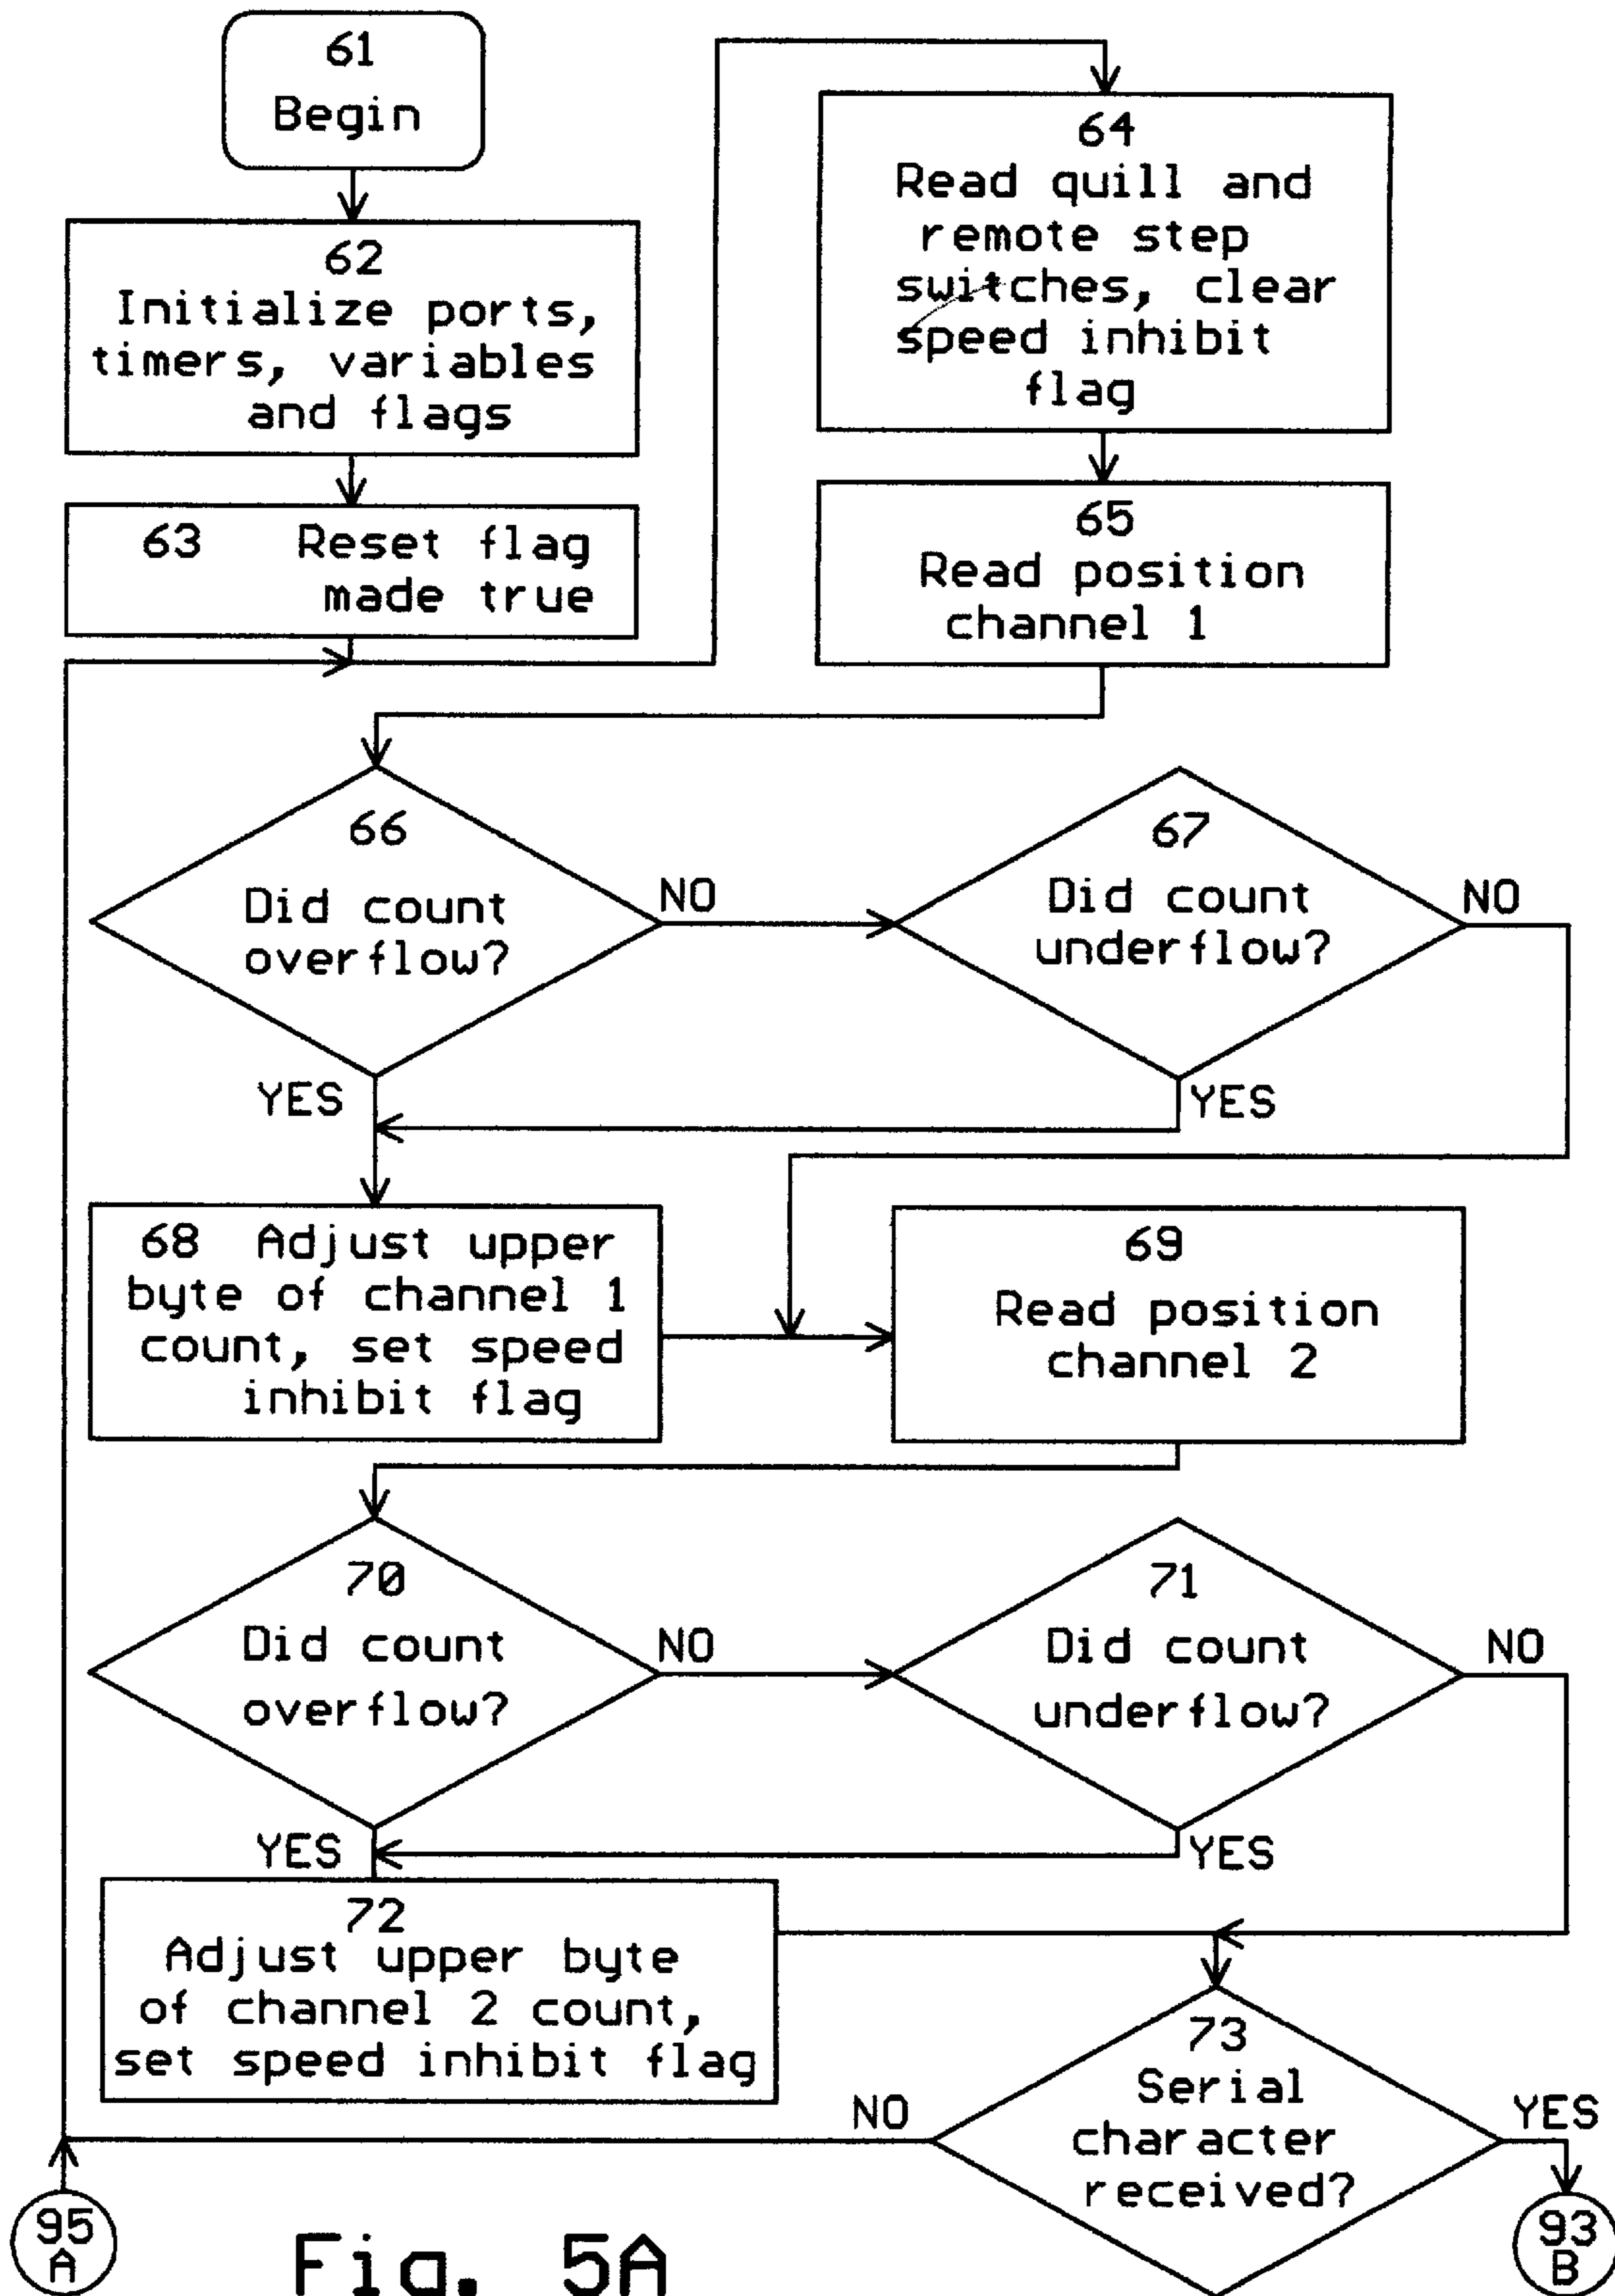 61
Begin
62
Initialize ports,
timers, variables
and flags
63 Reset flag
made true
64
Read quill and
remote step
switches, clear
speed inhibit
flag
65
Read position
channel 1
66
Did count
overflow?
NO
YES
67
Did count
underflow?
NO
YES
68 Adjust upper
byte of channel 1
count, set speed
inhibit flag
69
Read position
channel 2
70
Did count
overflow?
NO
YES
71
Did count
underflow?
NO
YES
72
Adjust upper byte
of channel 2 count,
set speed inhibit flag
73
Serial
character
received?
NO
YES
95
A
93
B
Fig. 5A